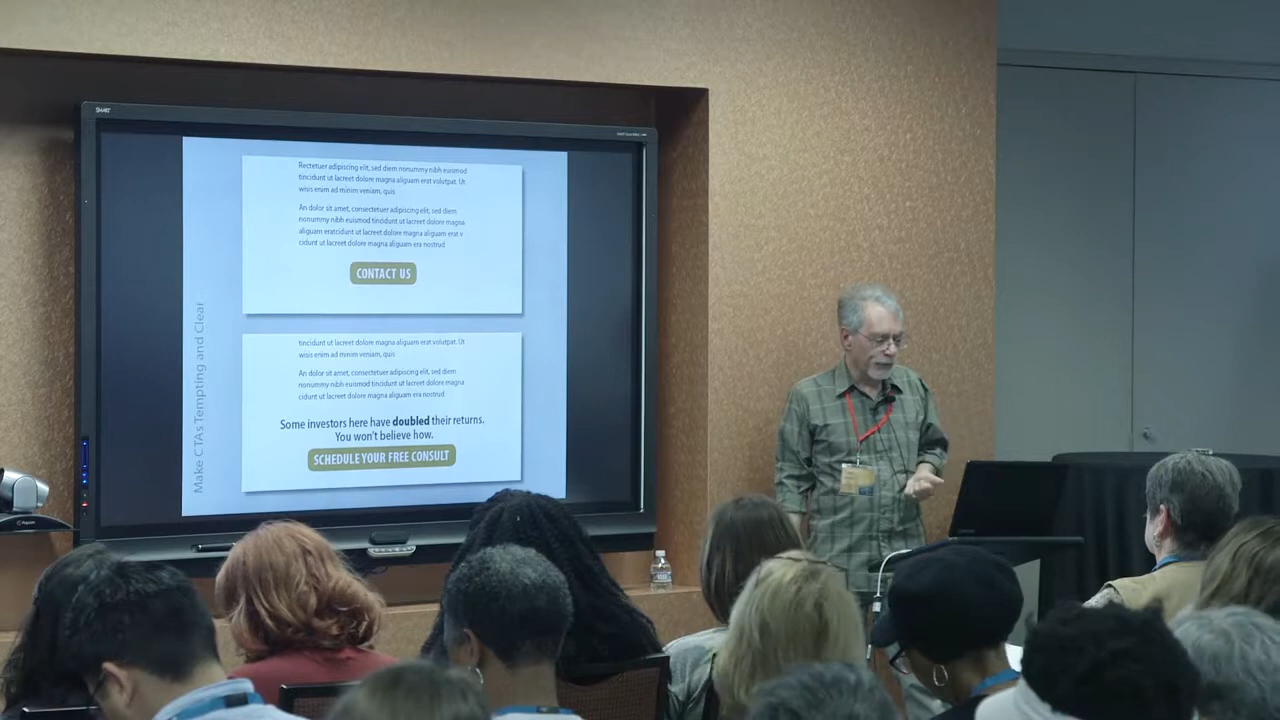 SMART
Rectetuer adipiscing elit, sed diem nonummy nibh euismod
tincidunt ut lacreet dolore magna aliguam erat volutpat. Ut
wisis enim ad minim veniam, quis
An dolor sit amet, consectetuer adipiscing elit, sed diem
nonummy nibh euismod tincidunt ut lacreet dolore magna
aliguam eratcidunt ut lacreet dolore magna aliguam erat v
cidunt ut lacreet dolore magna aliguam era nostrud
CONTACT US
Make CTAs Tempting and Clear
tincidunt ut lacreet dolore magna aliguam erat volutpat. Ut
wisis enim ad minim veniam, quis
An dolor sit amet, consectetuer adipiscing elit, sed diem
nonummy nibh euismod tincidunt ut lacreet dolore magna
cidunt ut lacreet dolore magna aliguam era nostrud
Some investors here have doubled their returns.
You won't believe how.
SCHEDULE YOUR FREE CONSULT